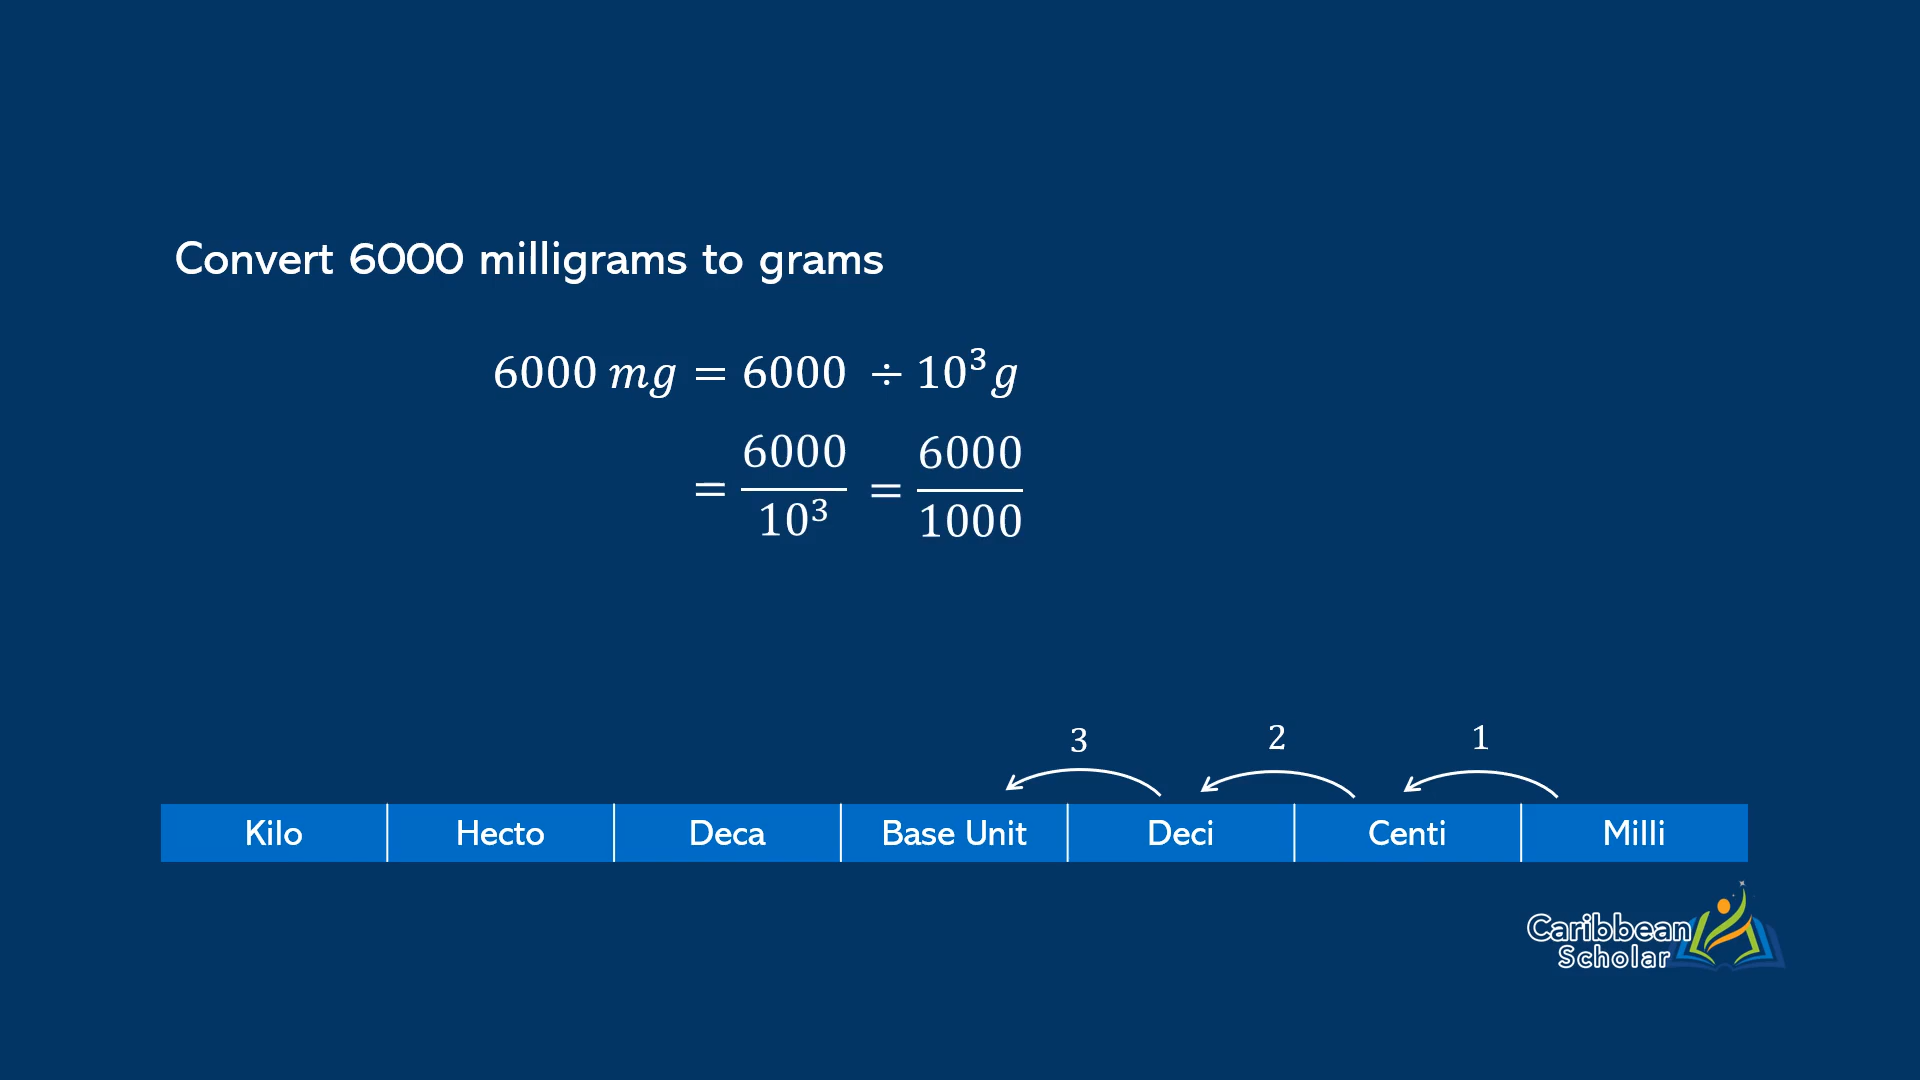 Convert 6000 milligrams to grams
6000 mg = 6000 ÷ 10³g
= 6000/10³ = 6000/1000
3 2 1
Kilo Hecto Deca Base Unit Deci Centi Milli
Caribbean
Scholar